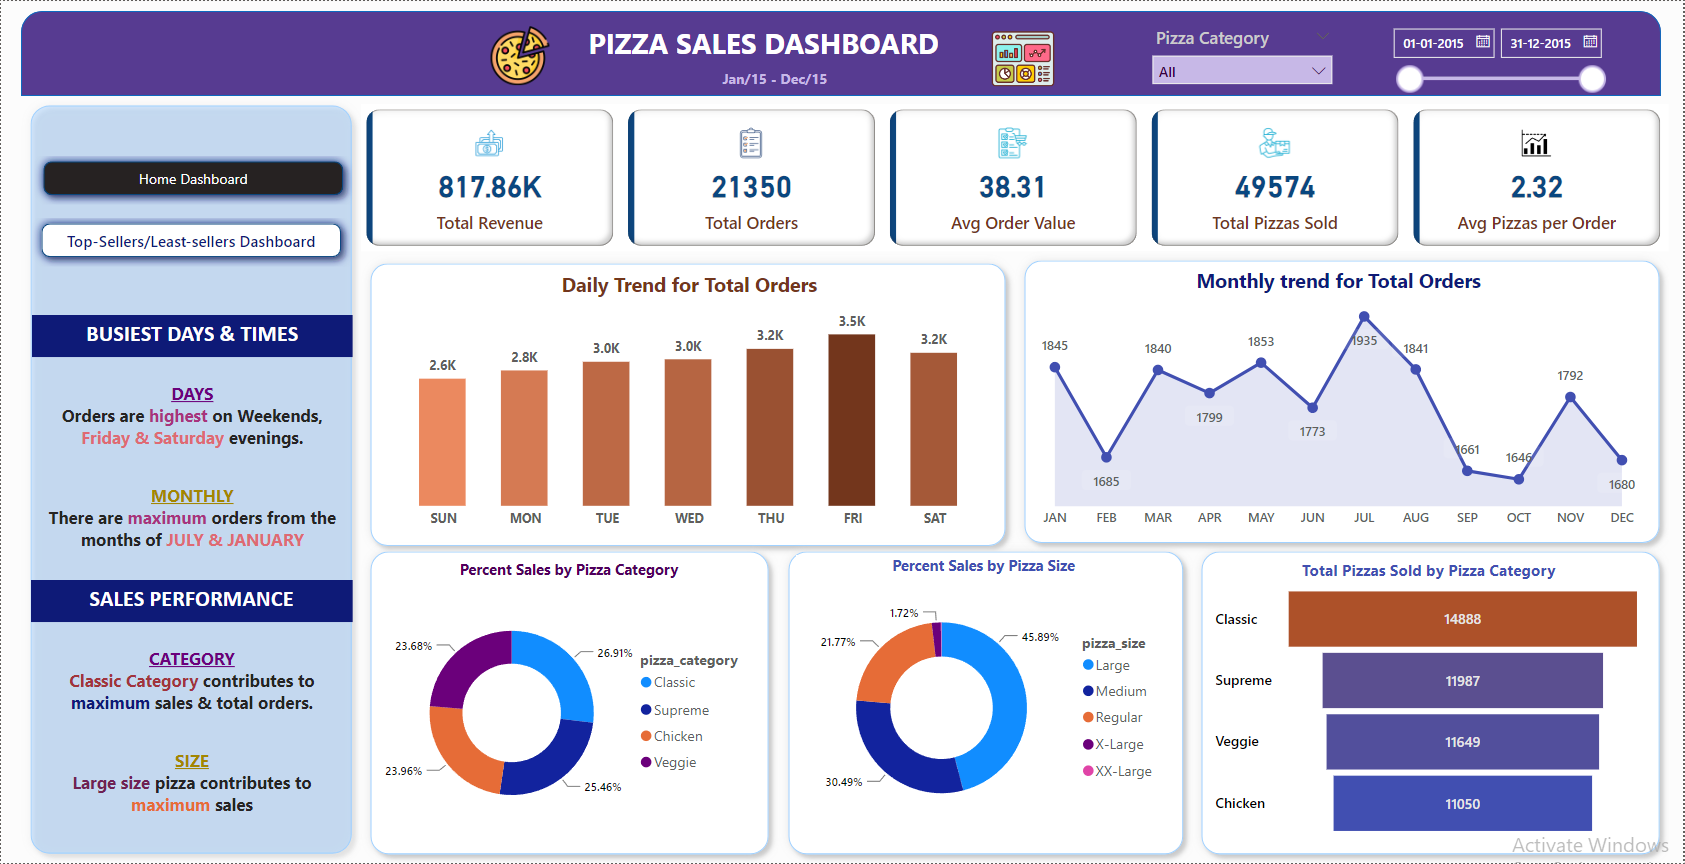 PIZZA SALES DASHBOARD
Jan/15 - Dec/15
Pizza Category
All
01-01-2015
31-12-2015
Home Dashboard
Top-Sellers/Least-sellers Dashboard
BUSIEST DAYS & TIMES
DAYS
Orders are highest on Weekends,
Friday & Saturday evenings.
MONTHLY
There are maximum orders from the
months of JULY & JANUARY
SALES PERFORMANCE
CATEGORY
Classic Category contributes to
maximum sales & total orders.
SIZE
Large size pizza contributes to
maximum sales
817.86K
Total Revenue
21350
Total Orders
38.31
Avg Order Value
49574
Total Pizzas Sold
2.32
Avg Pizzas per Order
Daily Trend for Total Orders
2.6K
2.8K
3.0K
3.0K
3.2K
3.5K
3.2K
SUN MON TUE WED THU FRI SAT
Monthly trend for Total Orders
1845
1685
1840
1799
1853
1773
1935
1841
1661
1646
1792
1680
JAN FEB MAR APR MAY JUN JUL AUG SEP OCT NOV DEC
Percent Sales by Pizza Category
26.91%
25.46%
23.96%
23.68%
pizza_category
Classic
Supreme
Chicken
Veggie
Percent Sales by Pizza Size
45.89%
30.49%
21.77%
1.72%
pizza_size
Large
Medium
Regular
X-Large
XX-Large
Total Pizzas Sold by Pizza Category
Classic 14888
Supreme 11987
Veggie 11649
Chicken 11050
Activate Windows